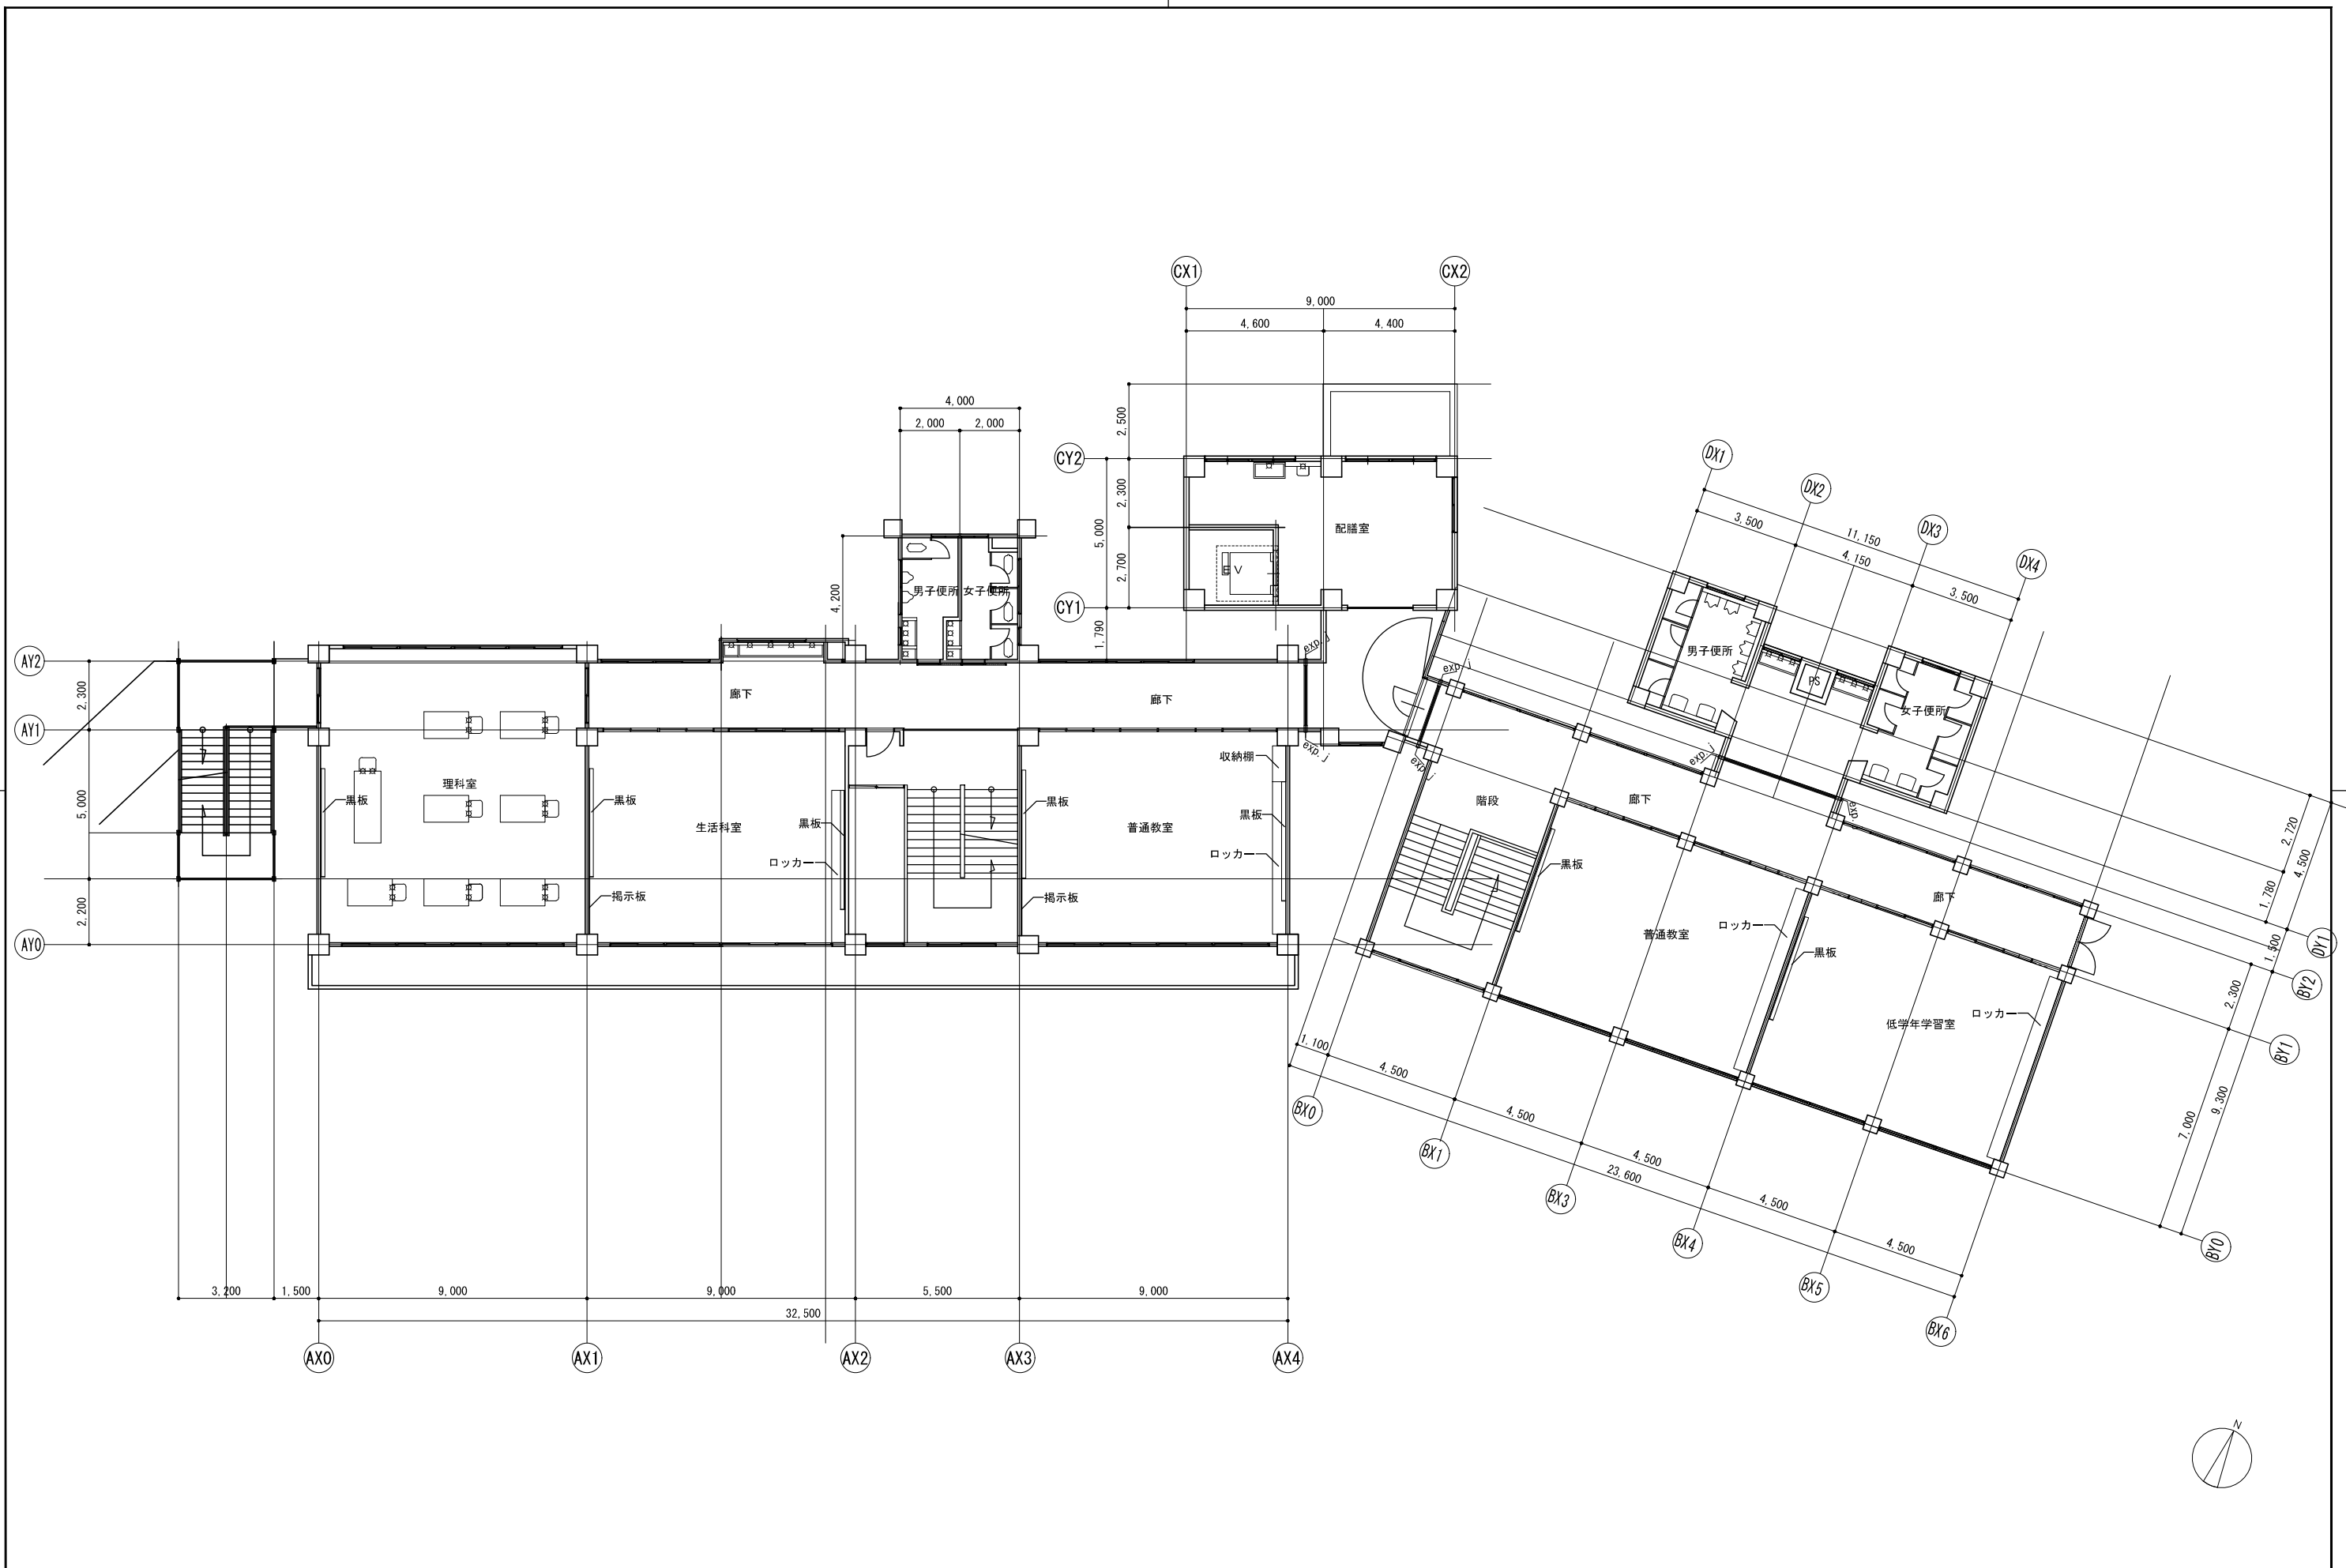 CX1
CX2
9,000
4,600
4,400
4,000
2,000
2,000
2,500
CY2
2,300
5,000
2,700
CY1
1,790
配膳室
EV
DX1
DX2
DX3
DX4
11,150
3,500
4,150
3,500
4,200
男子便所
女子便所
男子便所
PS
女子便所
AY2
2,300
AY1
5,000
2,200
AY0
廊下
廊下
exp.j
exp.j
exp.j
exp.j
exp.j
exp.j
理科室
黒板
黒板
生活科室
黒板
ロッカー
掲示板
黒板
掲示板
普通教室
収納棚
黒板
ロッカー
階段
廊下
黒板
普通教室
ロッカー
黒板
廊下
低学年学習室
ロッカー
2,720
4,500
1,780
1,500
DY1
BY2
2,300
BY1
7,000
9,300
BY0
1,100
4,500
4,500
4,500
4,500
4,500
23,600
BX0
BX1
BX3
BX4
BX5
BX6
3,200
1,500
9,000
9,000
5,500
9,000
32,500
AX0
AX1
AX2
AX3
AX4
N